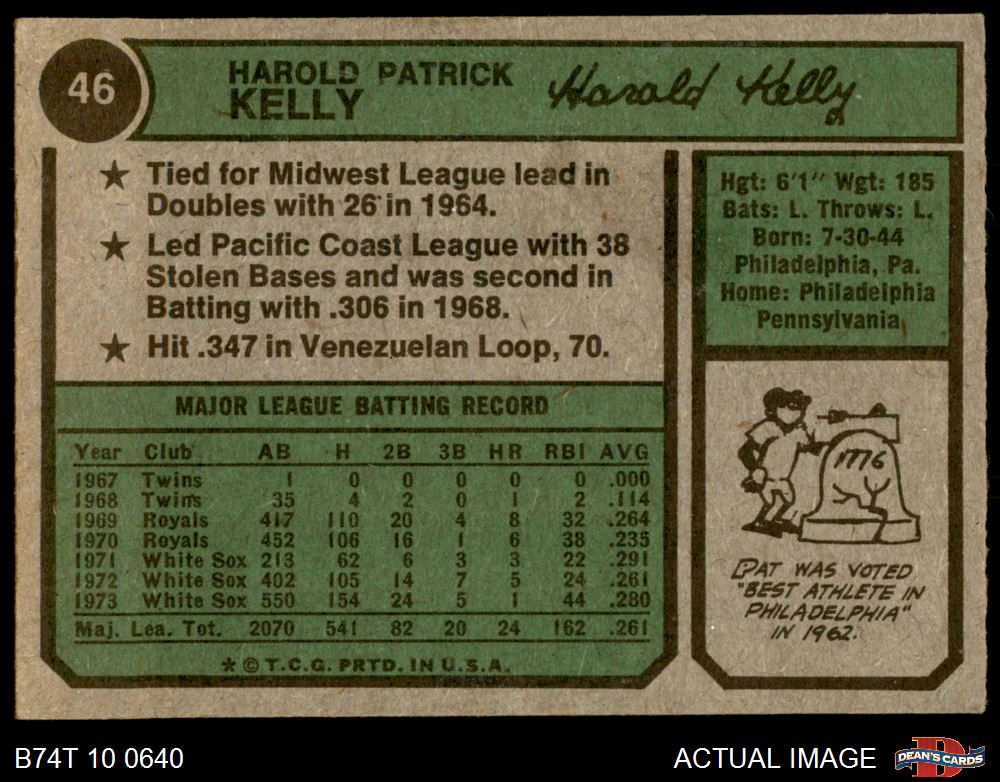 46
HAROLD PATRICK
KELLY
Harold Kelly
★ Tied for Midwest League lead in
Doubles with 26 in 1964.
★ Led Pacific Coast League with 38
Stolen Bases and was second in
Batting with .306 in 1968.
★ Hit .347 in Venezuelan Loop, 70.
Hgt: 6'1" Wgt: 185
Bats: L. Throws: L.
Born: 7-30-44
Philadelphia, Pa.
Home: Philadelphia
Pennsylvania
MAJOR LEAGUE BATTING RECORD
Year Club AB H 2B 3B HR RBI AVG
1967 Twins 1 0 0 0 0 0 .000
1968 Twins 35 4 2 0 1 2 .114
1969 Royals 417 110 20 4 8 32 .264
1970 Royals 452 106 16 1 6 38 .235
1971 White Sox 213 62 6 3 3 22 .291
1972 White Sox 402 105 14 7 5 24 .261
1973 White Sox 550 154 24 5 1 44 .280
Maj. Lea. Tot. 2070 541 82 20 24 162 .261
* © T.C.G. PRTD. IN U.S.A.
1776
PAT WAS VOTED
"BEST ATHLETE IN
PHILADELPHIA"
IN 1962.
B74T 10 0640
ACTUAL IMAGE
D
DEAN'S CARDS